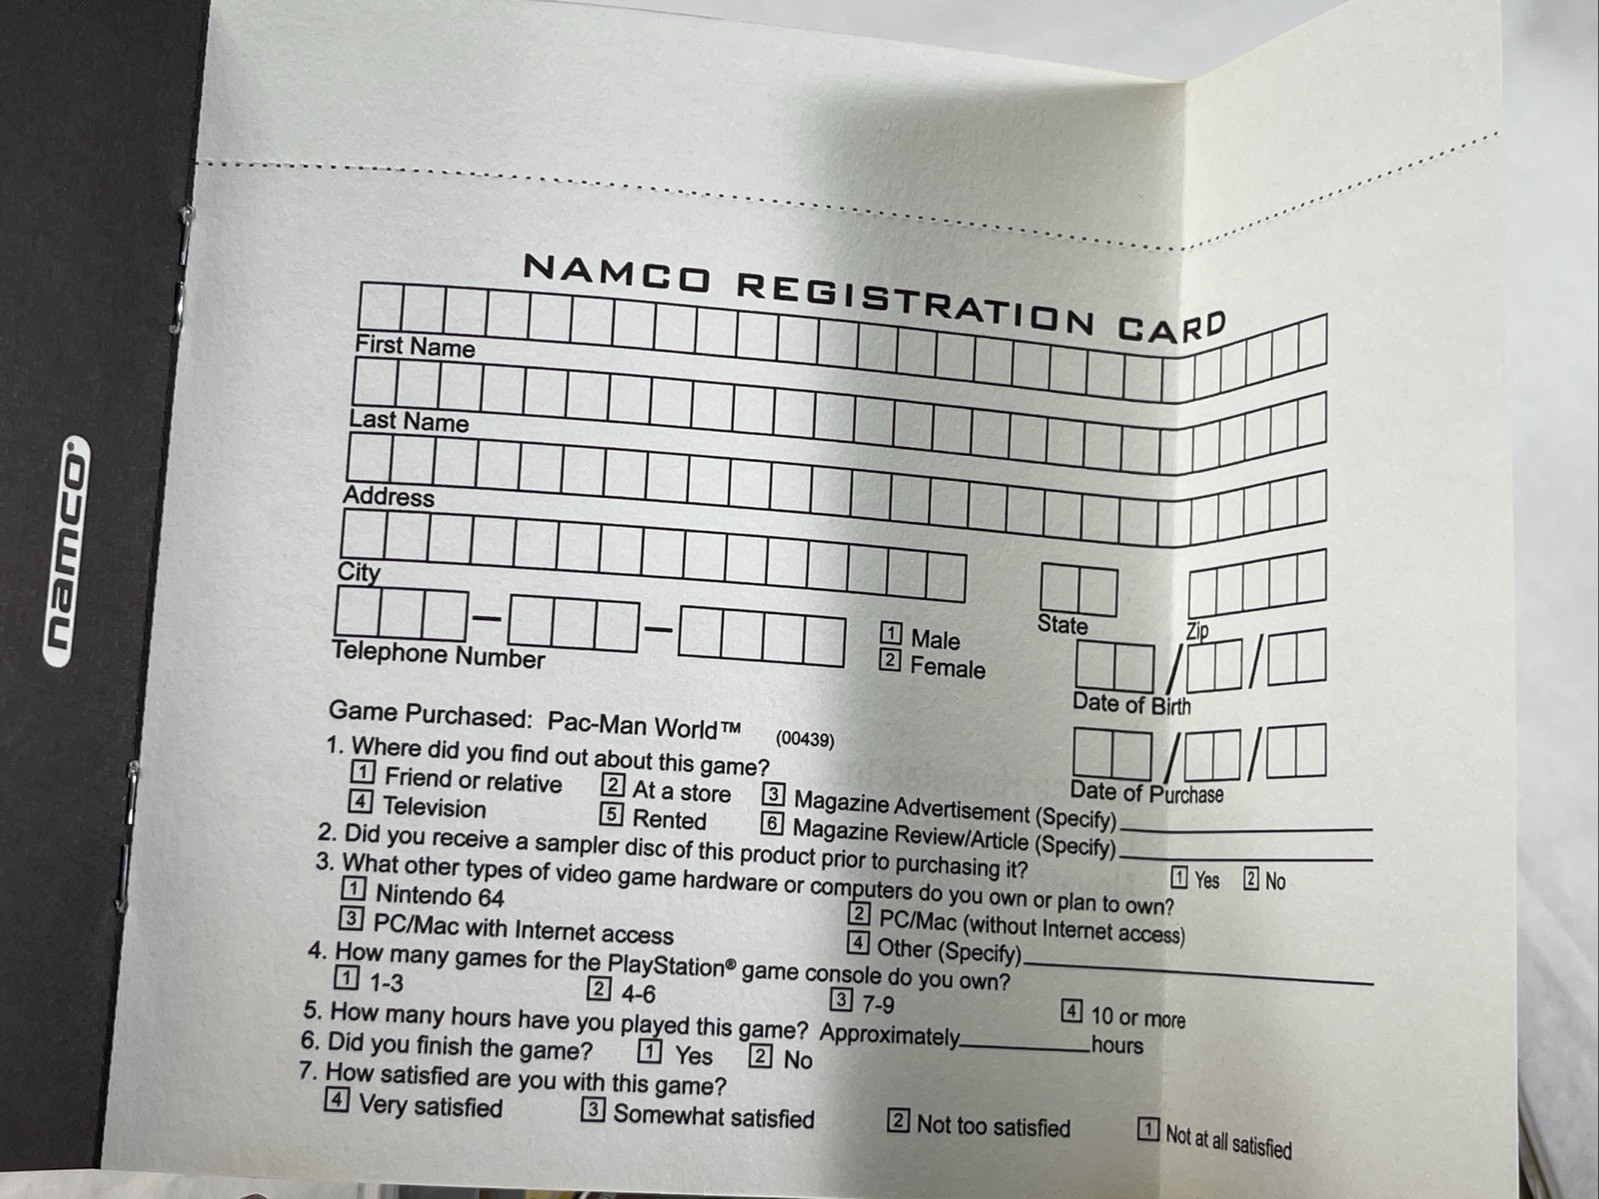 namco
NAMCO REGISTRATION CARD
First Name
Last Name
Address
City
State
Zip
Telephone Number
1 Male
2 Female
Date of Birth
Game Purchased: Pac-Man World™ (00439)
Date of Purchase
1. Where did you find out about this game?
1 Friend or relative 2 At a store 3 Magazine Advertisement (Specify)
4 Television 5 Rented 6 Magazine Review/Article (Specify)
2. Did you receive a sampler disc of this product prior to purchasing it? 1 Yes 2 No
3. What other types of video game hardware or computers do you own or plan to own?
1 Nintendo 64 2 PC/Mac (without Internet access)
3 PC/Mac with Internet access 4 Other (Specify)
4. How many games for the PlayStation® game console do you own?
1 1-3 2 4-6 3 7-9 4 10 or more
5. How many hours have you played this game? Approximately hours
6. Did you finish the game? 1 Yes 2 No
7. How satisfied are you with this game?
4 Very satisfied 3 Somewhat satisfied 2 Not too satisfied 1 Not at all satisfied